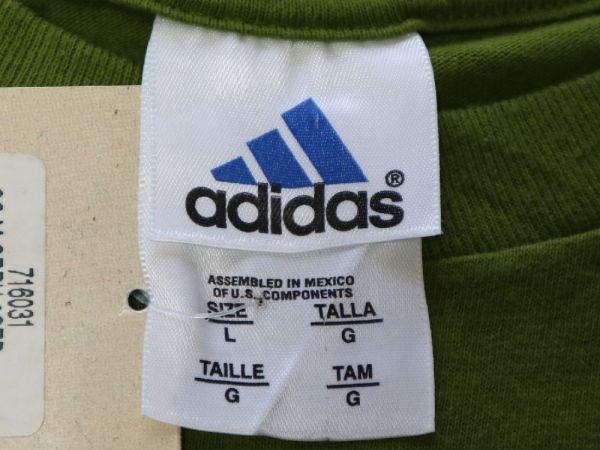 adidas®
ASSEMBLED IN MEXICO
OF U.S. COMPONENTS
SIZE
L
TALLA
G
TAILLE
G
TAM
G
716031